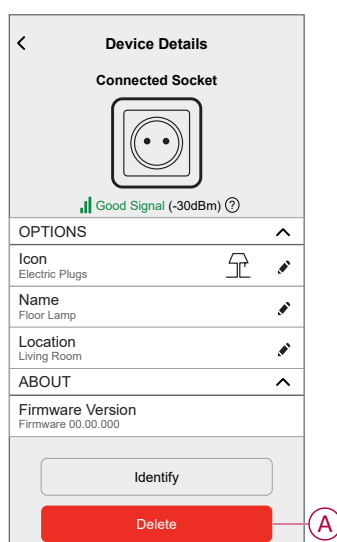 Device Details
Connected Socket
Good Signal (-30dBm) ?
OPTIONS
Icon
Electric Plugs
Name
Floor Lamp
Location
Living Room
ABOUT
Firmware Version
Firmware 00.00.000
Identify
Delete
A